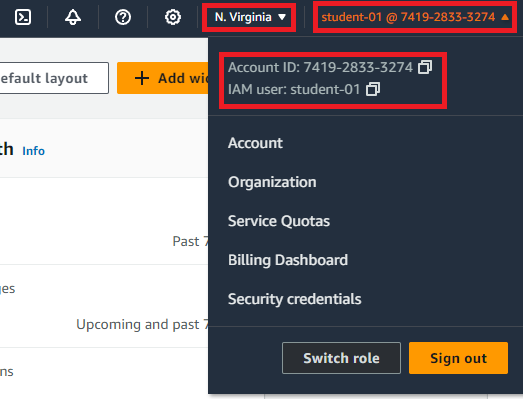 N. Virginia ▼
student-01 @ 7419-2833-3274 ▲
efault layout
+ Add wi
Account ID: 7419-2833-3274
IAM user: student-01
th Info
Account
Organization
Service Quotas
Past 7
Billing Dashboard
ges
Security credentials
Upcoming and past 7
Switch role
Sign out
ns